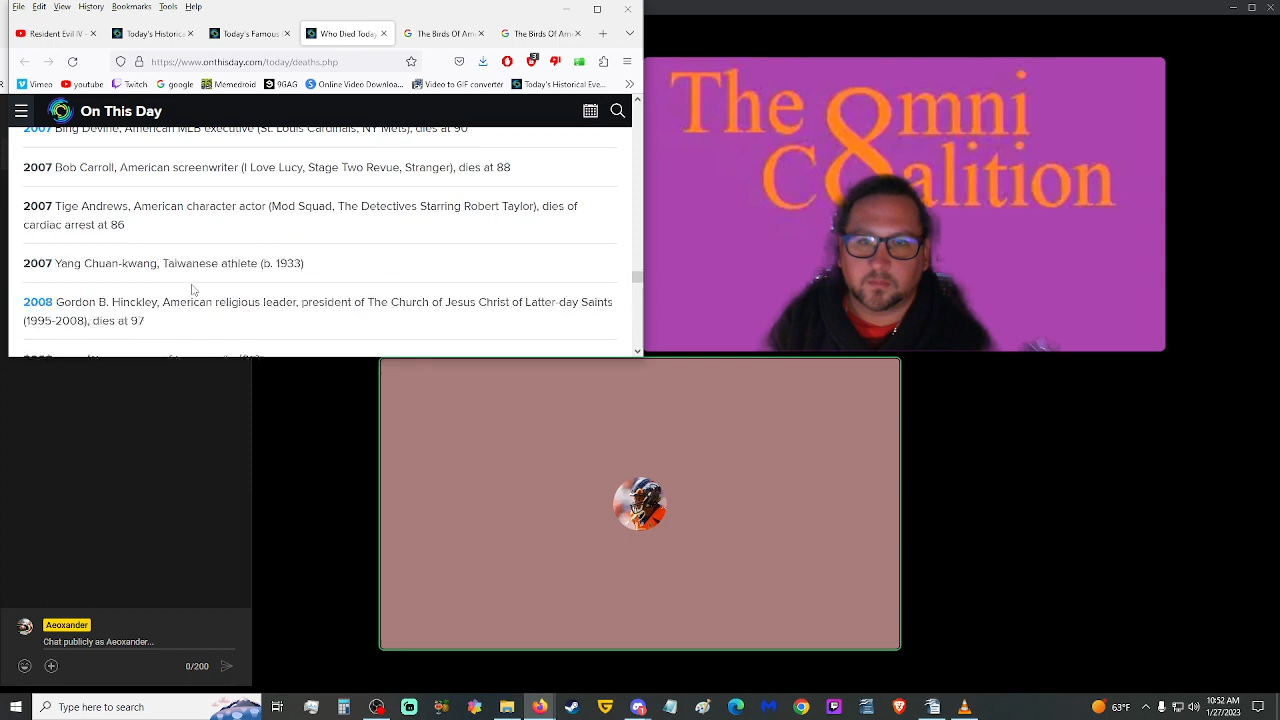 File Edit View History Bookmarks Tools Help
Resident Evil IV -
Today's Historica
Today's Famous
Who Died Today
The Birds Of Am
The Birds Of Am
https://www.onthisday.com/today/deaths.php
Vimeo youtube Twitch google Memedroid 9GAG Online Video Downloa... Video to GIF converter Today's Historical Eve...
On This Day
2007 Bing Devine, American MLB executive (St. Louis Cardinals, NY Mets), dies at 90
2007 Bob Carroll, American screenwriter (I Love Lucy, Stage Two Revue, Stranger), dies at 88
2007 Tige Andrews, American character actor (Mod Squad, The Detectives Starring Robert Taylor), dies of
cardiac arrest at 86
2007 Yang Chuan-kwang, Taiwanese athlete (b. 1933)
2008 Gordon B. Hinckley, American religious leader, president of The Church of Jesus Christ of Latter-day Saints
(1995-2008), dies at 97
The 8mni
C8alition
Aeoxander
Chat publicly as Aeoxander...
0/200
Type here to search
63°F
10:52 AM
1/27/2023